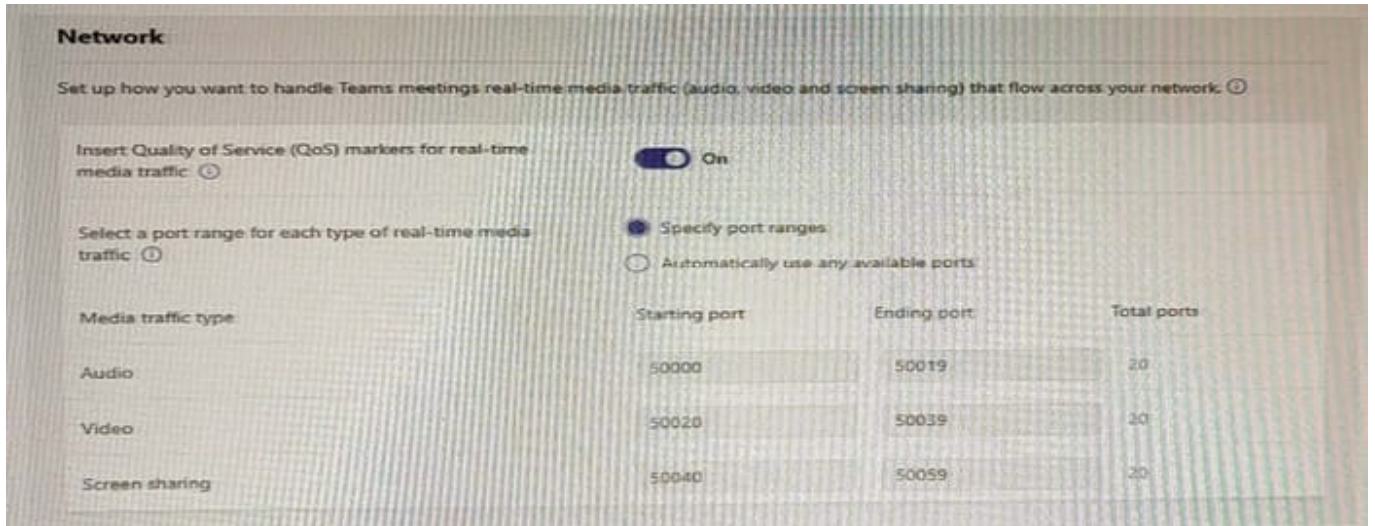 Network
Set up how you want to handle Teams meetings real-time media traffic (audio, video and screen sharing) that flow across your network.
Insert Quality of Service (QoS) markers for real-time
media traffic
On
Select a port range for each type of real-time media
traffic
Specify port ranges
Automatically use any available ports
Media traffic type Starting port Ending port Total ports
Audio 50000 50019 20
Video 50020 50039 20
Screen sharing 50040 50059 20